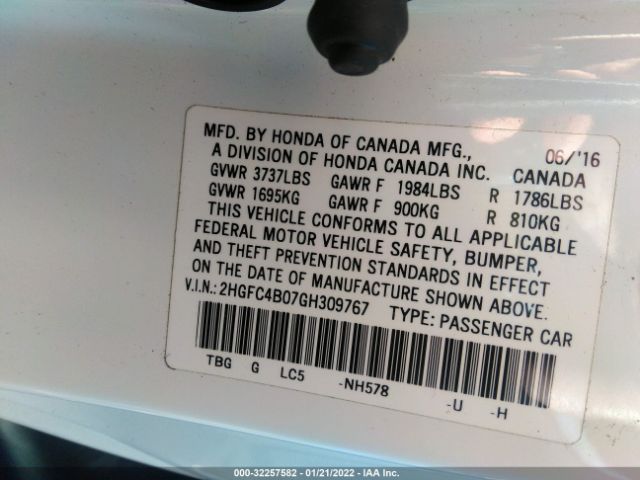 MFD. BY HONDA OF CANADA MFG., 06/'16
A DIVISION OF HONDA CANADA INC. CANADA
GVWR 3737LBS GAWR F 1984LBS R 1786LBS
GVWR 1695KG GAWR F 900KG R 810KG
THIS VEHICLE CONFORMS TO ALL APPLICABLE
FEDERAL MOTOR VEHICLE SAFETY, BUMPER,
AND THEFT PREVENTION STANDARDS IN EFFECT
ON THE DATE OF MANUFACTURE SHOWN ABOVE.
V.I.N.: 2HGFC4B07GH309767 TYPE: PASSENGER CAR
TBG G LC5 -NH578 -U -H
000-32257582 - 01/21/2022 - IAA Inc.